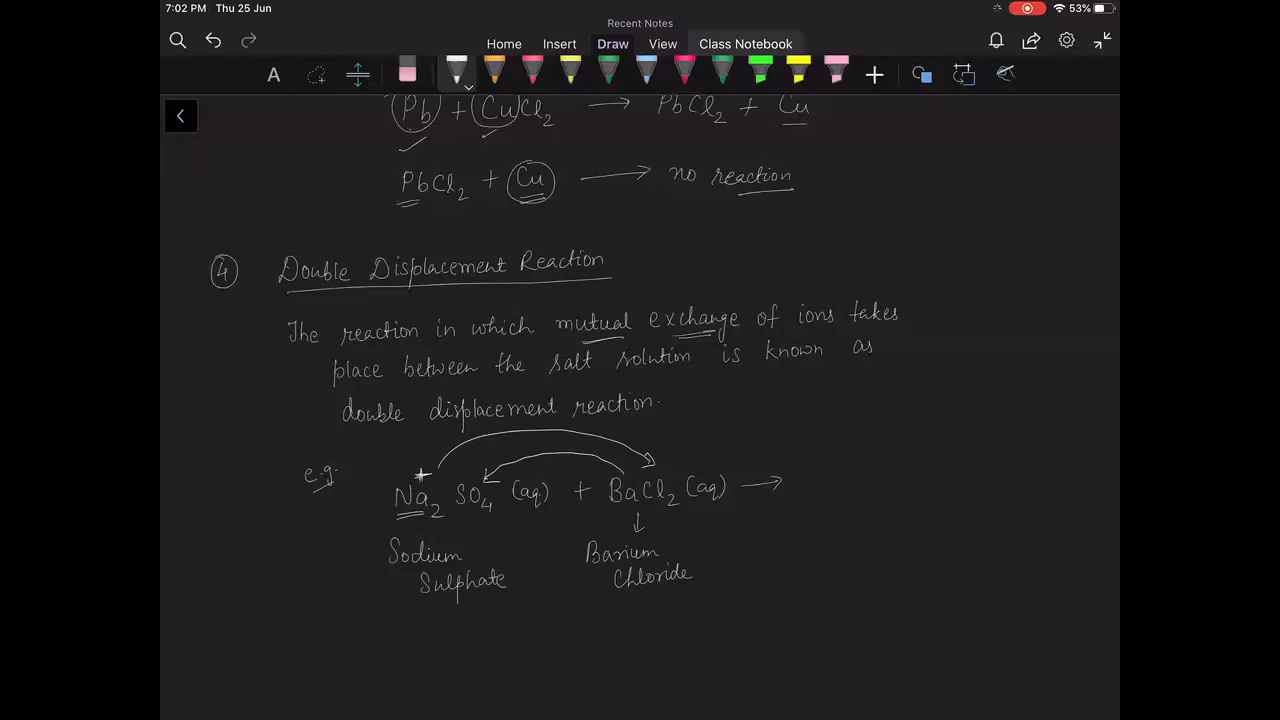 7:02 PM Thu 25 Jun
53%
Recent Notes
Home Insert Draw View Class Notebook
A
Pb + CuCl2 → PbCl2 + Cu
PbCl2 + Cu → no reaction
4 Double Displacement Reaction
The reaction in which mutual exchange of ions takes
place between the salt solution is known as
double displacement reaction.
e.g. Na2 SO4 (aq) + BaCl2 (aq) →
Sodium Sulphate
Barium Chloride